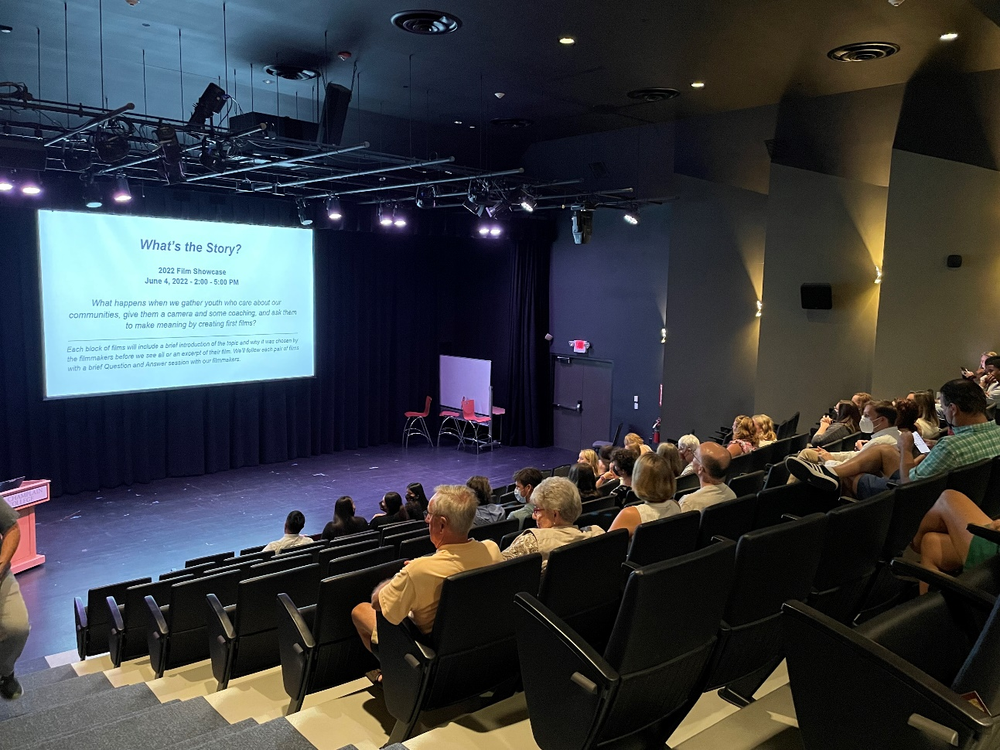 What's the Story?
2022 Film Showcase
June 4, 2022 - 2:00 - 5:00 PM
What happens when we gather youth who care about our
communities, give them a camera and some coaching, and ask them
to make meaning by creating first films?
Each block of films will include a brief introduction of the topic and why it was chosen by
the filmmakers before we see all or an excerpt of their film. We'll follow each pair of films
with a brief Question and Answer session with our filmmakers.
CHAMPLAIN
COLLEGE